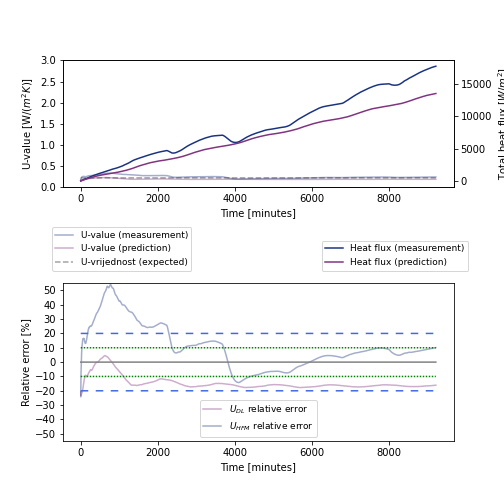 3.0
2.5
2.0
1.5
1.0
0.5
0.0
U-value [W/(m²K)]
15000
10000
5000
0
Total heat flux [W/m²]
0 2000 4000 6000 8000
Time [minutes]
U-value (measurement)
U-value (prediction)
U-vrijednost (expected)
Heat flux (measurement)
Heat flux (prediction)
50
40
30
20
10
0
−10
−20
−30
−40
−50
Relative error [%]
U_DL relative error
U_HFM relative error
0 2000 4000 6000 8000
Time [minutes]